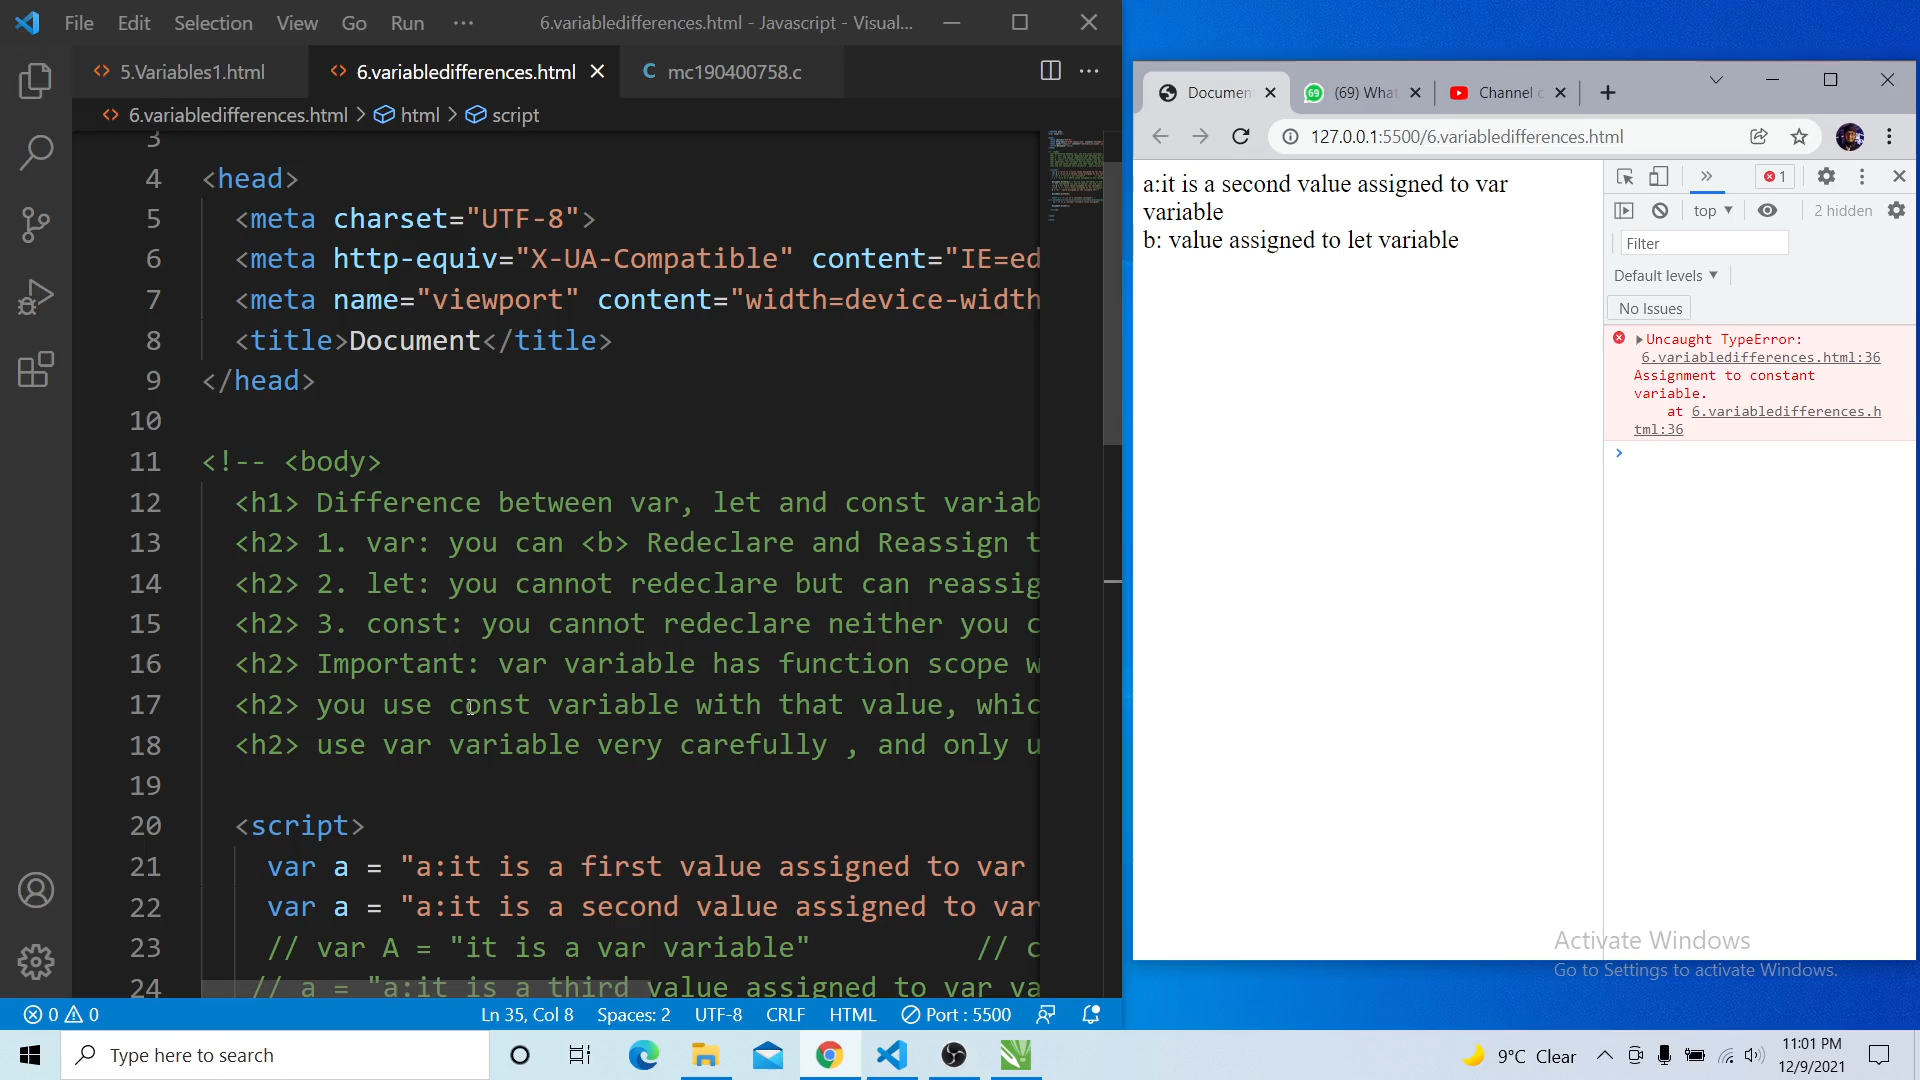 File Edit Selection View Go Run ··· 6.variabledifferences.html - Javascript - Visual...
5.Variables1.html 6.variabledifferences.html mc190400758.c
6.variabledifferences.html > html > script
3
4 <head>
5 <meta charset="UTF-8">
6 <meta http-equiv="X-UA-Compatible" content="IE=ed
7 <meta name="viewport" content="width=device-width
8 <title>Document</title>
9 </head>
10
11 <!-- <body>
12 <h1> Difference between var, let and const variab
13 <h2> 1. var: you can <b> Redeclare and Reassign t
14 <h2> 2. let: you cannot redeclare but can reassig
15 <h2> 3. const: you cannot redeclare neither you c
16 <h2> Important: var variable has function scope w
17 <h2> you use const variable with that value, whic
18 <h2> use var variable very carefully , and only u
19
20 <script>
21 var a = "a:it is a first value assigned to var
22 var a = "a:it is a second value assigned to var
23 // var A = "it is a var variable" // c
24 // a = "a:it is a third value assigned to var va
0 0 Ln 35, Col 8 Spaces: 2 UTF-8 CRLF HTML Port : 5500
Documen (69) What Channel c
127.0.0.1:5500/6.variabledifferences.html
a:it is a second value assigned to var
variable
b: value assigned to let variable
1
top 2 hidden
Filter
Default levels
No Issues
Uncaught TypeError:
6.variabledifferences.html:36
Assignment to constant
variable.
at 6.variabledifferences.h
tml:36
Activate Windows
Go to Settings to activate Windows.
Type here to search
9°C Clear
11:01 PM
12/9/2021